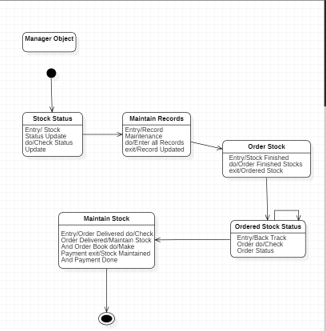 Manager Object
Stock Status
Entry/ Stock
Status Update
do/Check Status
Update
Maintain Records
Entry/Record
Maintenance
do/Enter all Records
exit/Record Updated
Order Stock
Entry/Stock Finished
do/Order Finished Stocks
exit/Ordered Stock
Ordered Stock Status
Entry/Back Track
Order do/Check
Order Status
Maintain Stock
Entry/Order Delivered do/Check
Order Delivered/Maintain Stock
And Order Book do/Make
Payment exit/Stock Maintained
And Payment Done